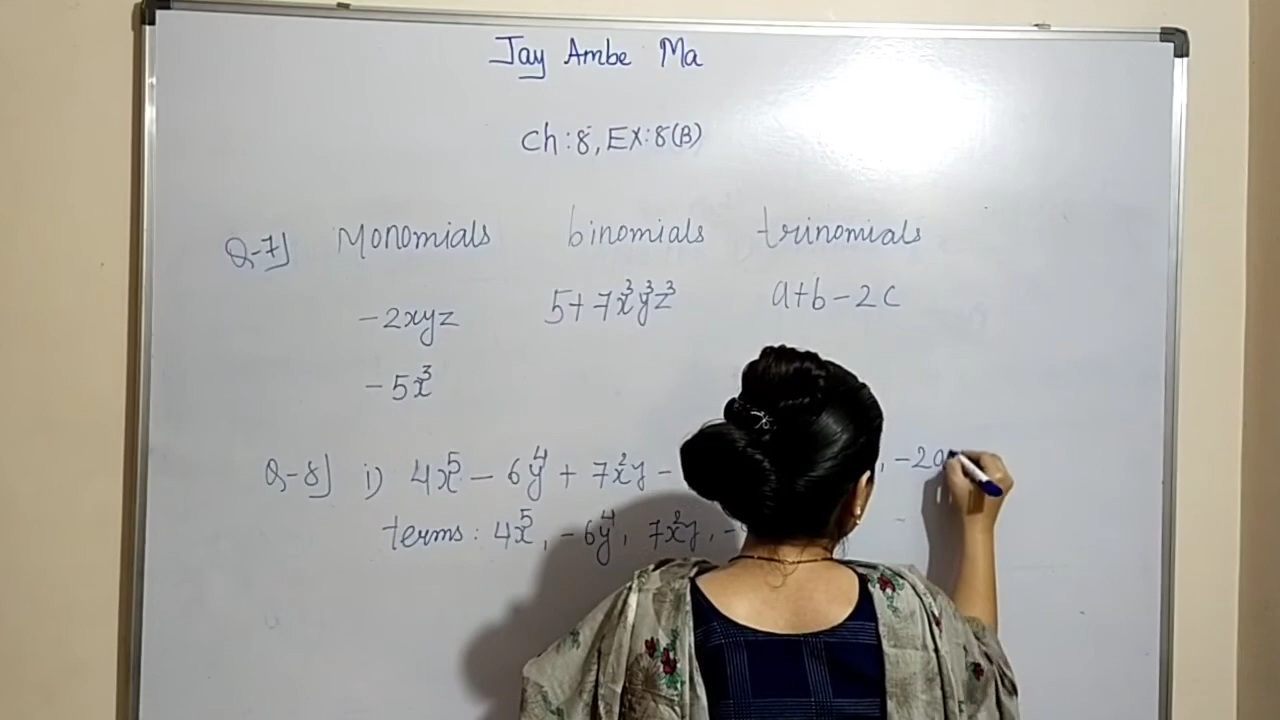 Jay Ambe Ma
Ch:8, EX:8(B)
Q-7] Monomials binomials trinomials
-2xyz 5+7x³y³z³ a+b-2c
-5x³
Q-8] i) 4x⁵ - 6y⁴ + 7x²y - , -2a
terms: 4x⁵, -6y⁴, 7x²y, -